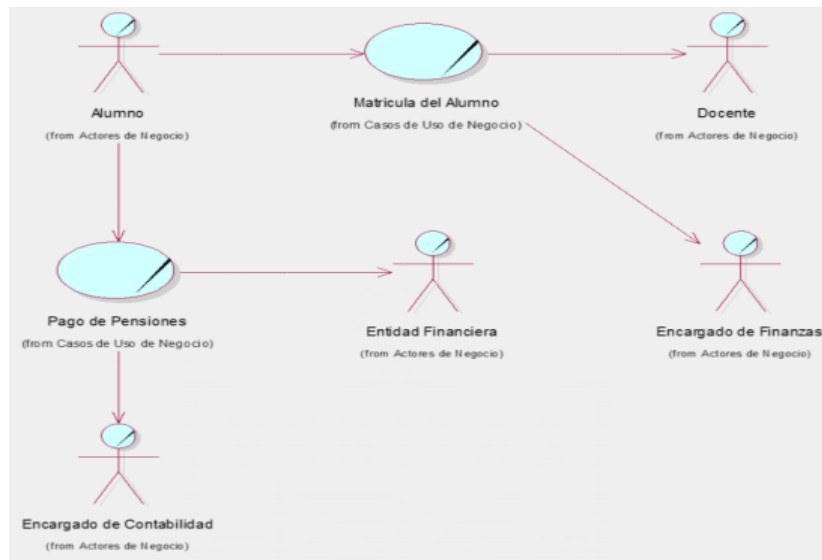 Alumno
(from Actores de Negocio)
Matricula del Alumno
(from Casos de Uso de Negocio)
Docente
(from Actores de Negocio)
Pago de Pensiones
(from Casos de Uso de Negocio)
Entidad Financiera
(from Actores de Negocio)
Encargado de Finanzas
(from Actores de Negocio)
Encargado de Contabilidad
(from Actores de Negocio)